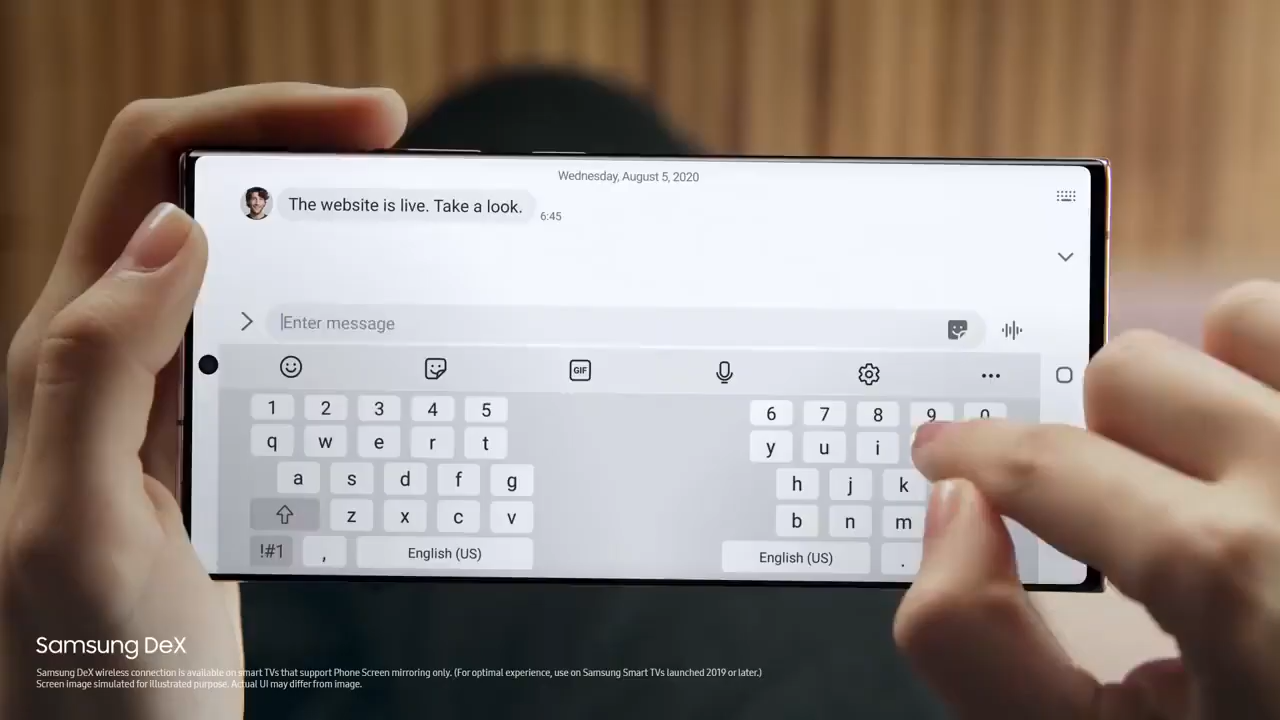 Wednesday, August 5, 2020
The website is live. Take a look.
6:45
Enter message
GIF
1 2 3 4 5 6 7 8 9 0
q w e r t y u i
a s d f g h j k
z x c v b n m
!#1 , English (US) English (US) .
Samsung DeX
Samsung DeX wireless connection is available on smart TVs that support Phone Screen mirroring only. (For optimal experience, use on Samsung Smart TVs launched 2019 or later.)
Screen image simulated for illustrated purpose. Actual UI may differ from image.